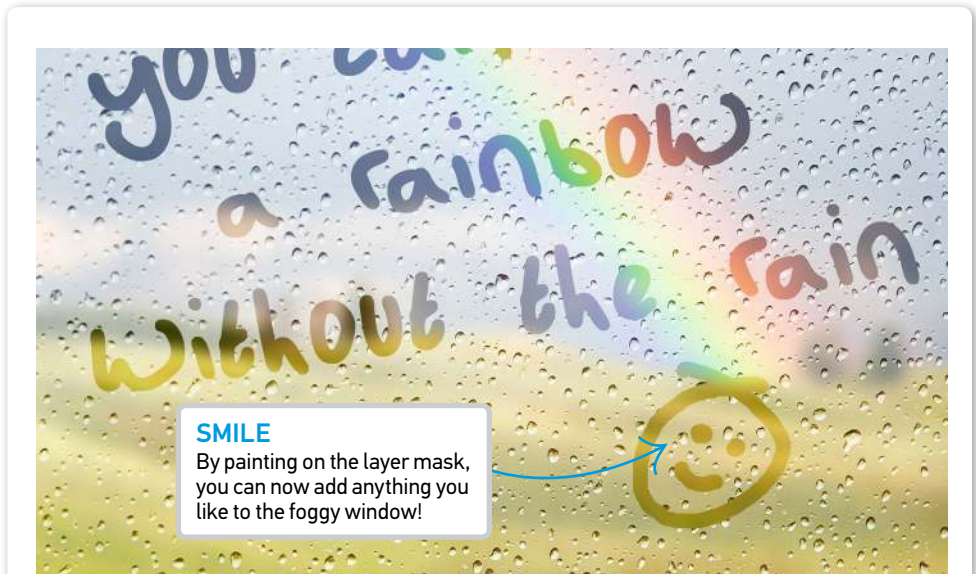 you can
a rainbow
without the rain
SMILE
By painting on the layer mask,
you can now add anything you
like to the foggy window!